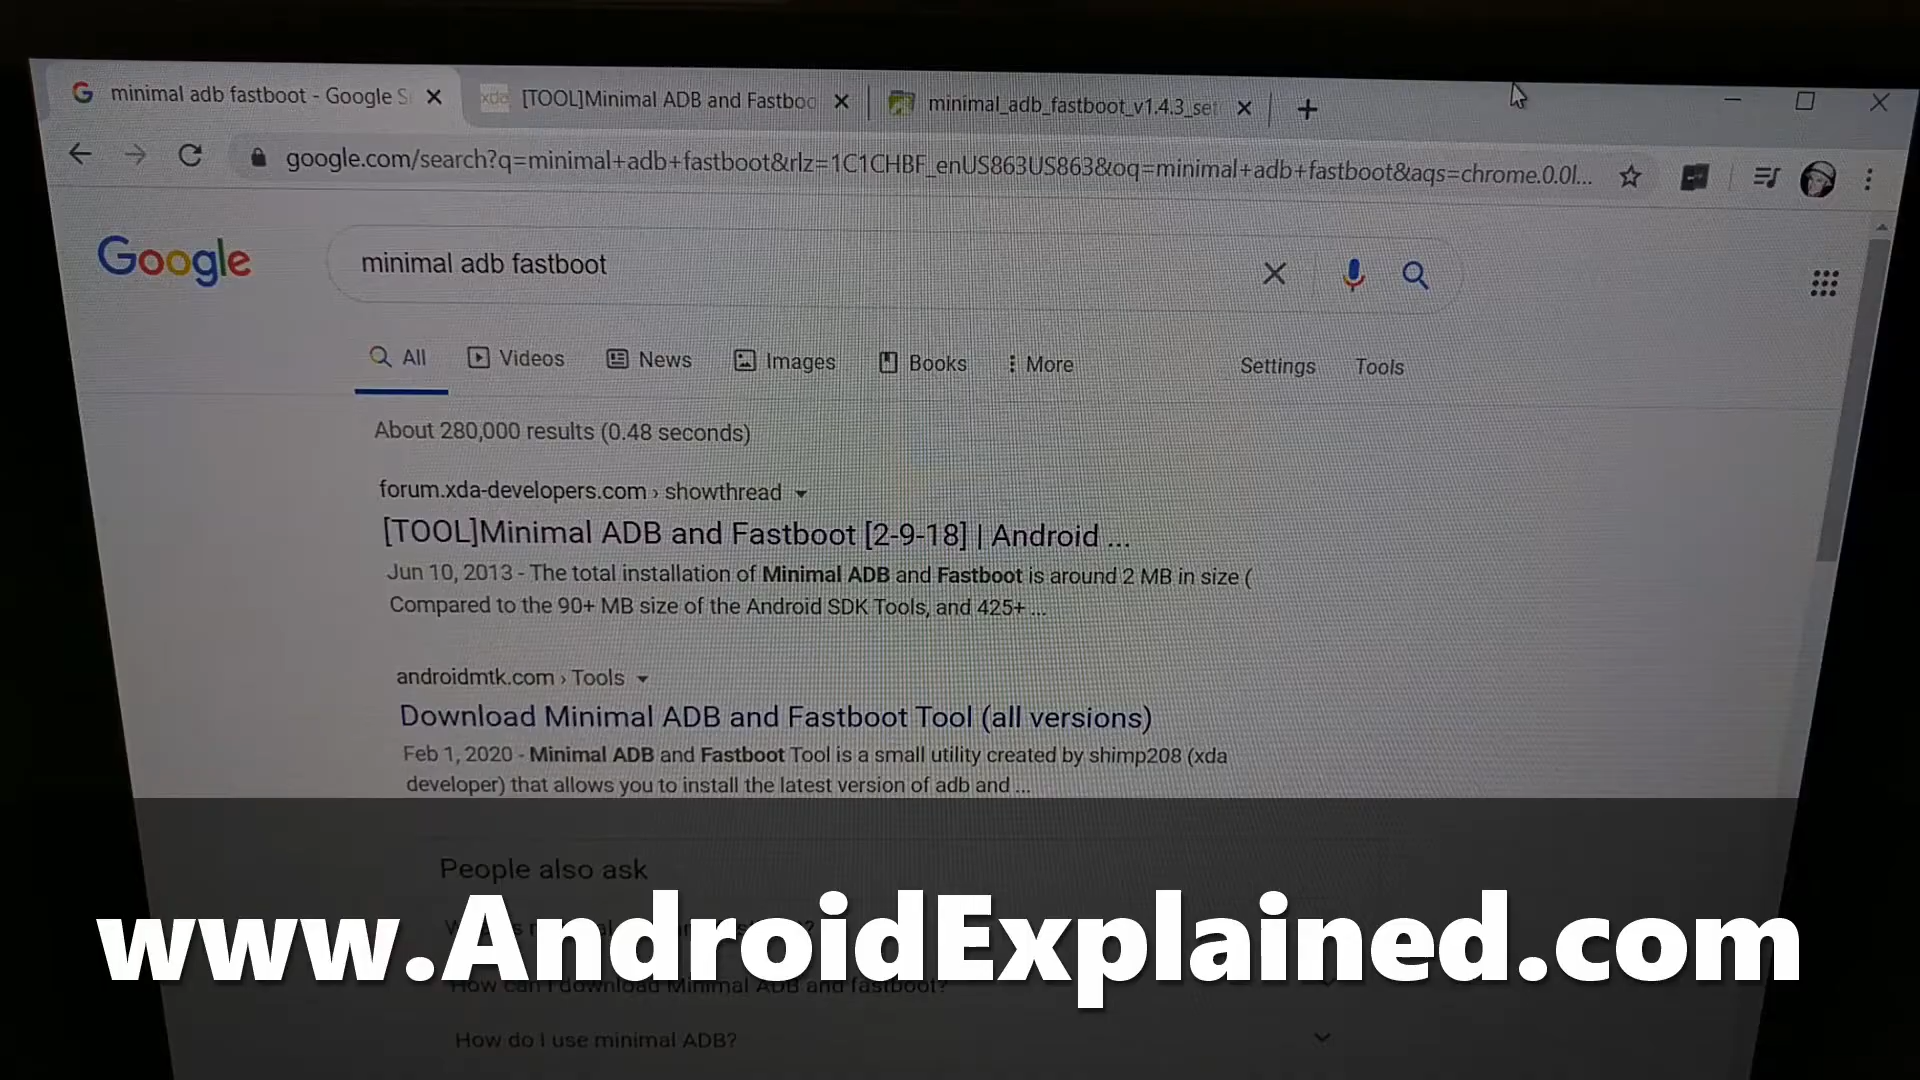 minimal adb fastboot - Google S
[TOOL]Minimal ADB and Fastboo
minimal_adb_fastboot_v1.4.3_set
google.com/search?q=minimal+adb+fastboot&rlz=1C1CHBF_enUS863US863&oq=minimal+adb+fastboot&aqs=chrome.0.0l...
Google
minimal adb fastboot
All
Videos
News
Images
Books
More
Settings
Tools
About 280,000 results (0.48 seconds)
forum.xda-developers.com › showthread
[TOOL]Minimal ADB and Fastboot [2-9-18] | Android ...
Jun 10, 2013 - The total installation of Minimal ADB and Fastboot is around 2 MB in size (
Compared to the 90+ MB size of the Android SDK Tools, and 425+ ...
androidmtk.com › Tools
Download Minimal ADB and Fastboot Tool (all versions)
Feb 1, 2020 - Minimal ADB and Fastboot Tool is a small utility created by shimp208 (xda
developer) that allows you to install the latest version of adb and ...
People also ask
www.AndroidExplained.com
How can I download Minimal ADB and fastboot?
How do I use minimal ADB?